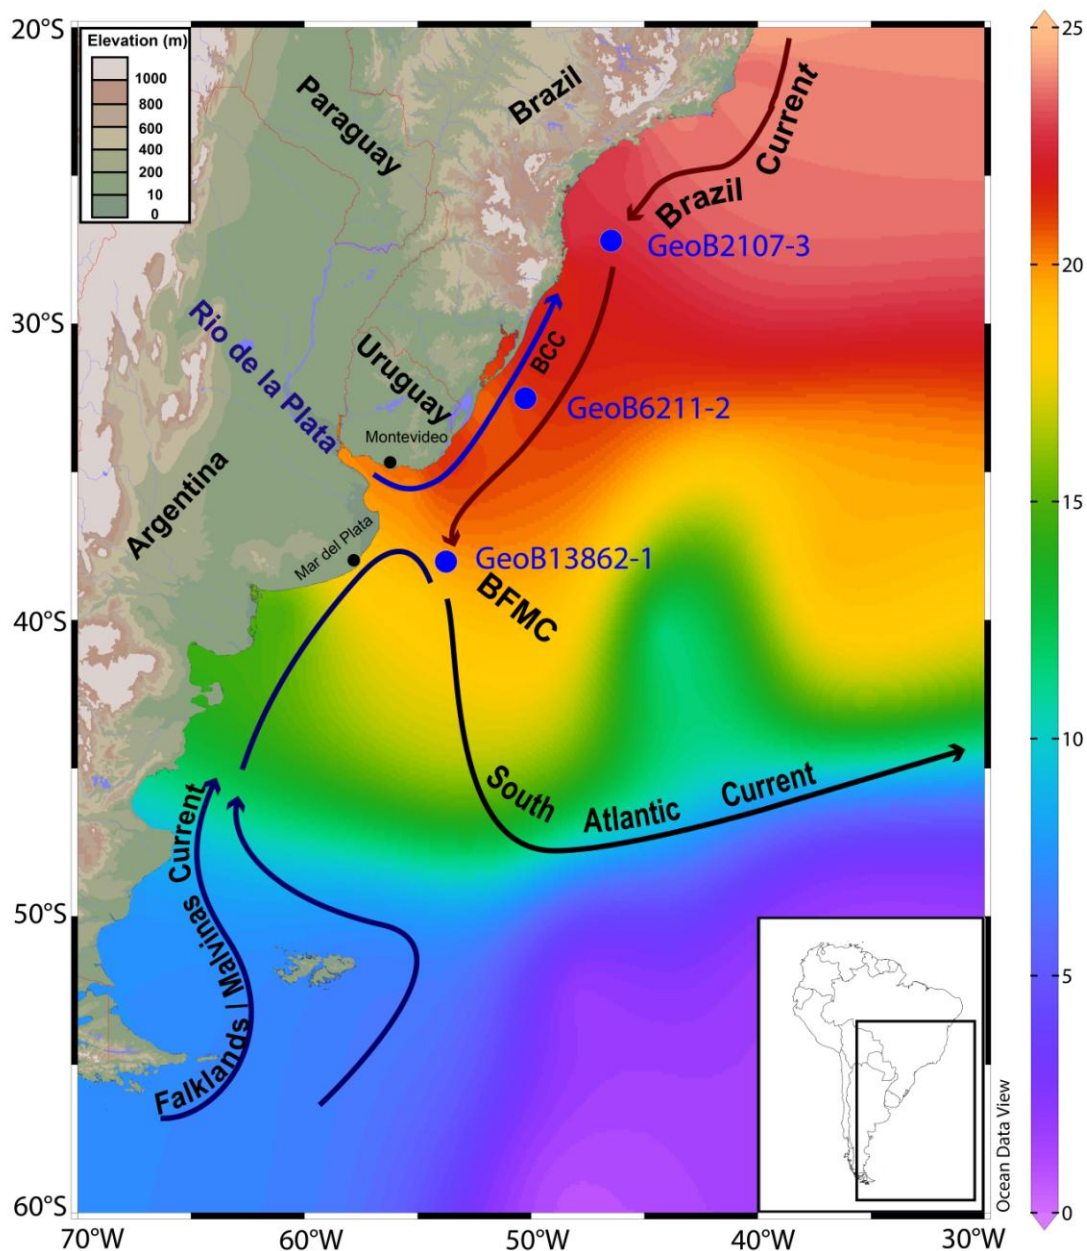 20°S
30°S
40°S
50°S
60°S
70°W
60°W
50°W
40°W
30°W
Elevation (m)
1000
800
600
400
200
10
0
Paraguay
Brazil
Brazil Current
GeoB2107-3
Rio de la Plata
Uruguay
BCC
GeoB6211-2
Montevideo
Argentina
Mar del Plata
GeoB13862-1
BFMC
South Atlantic Current
Falklands / Malvinas Current
Ocean Data View
25
20
15
10
5
0